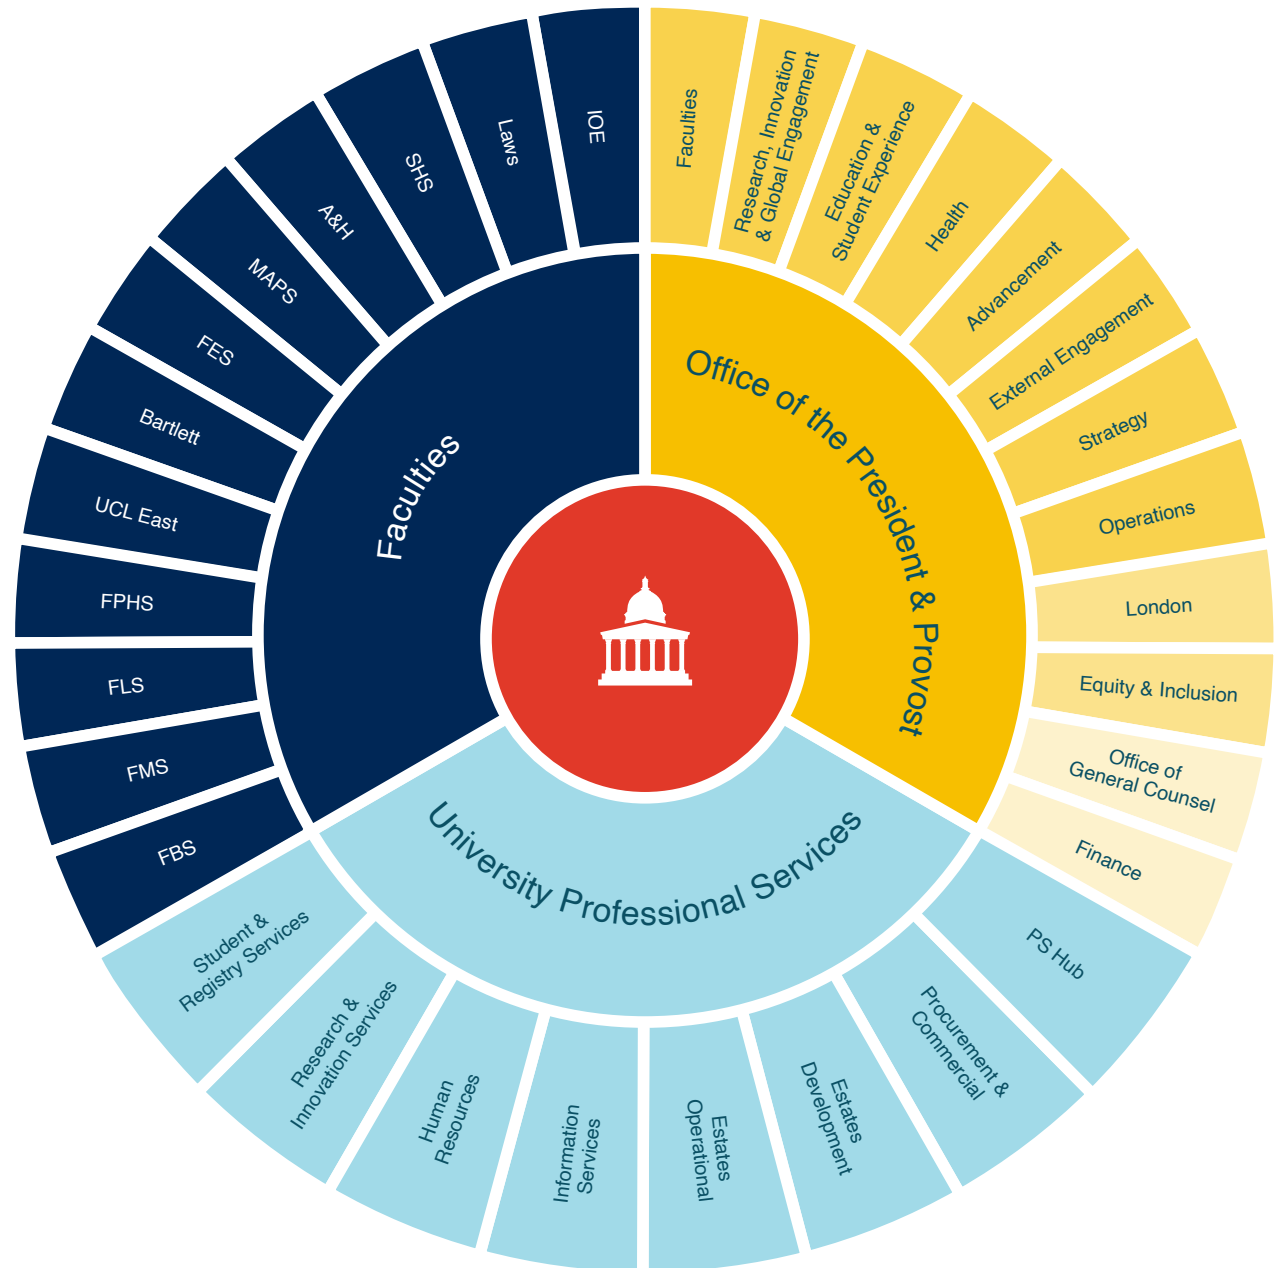 Office of the President & Provost
Faculties
Research, Innovation
& Global Engagement
Education &
Student Experience
Health
Advancement
External Engagement
Strategy
Operations
London
Equity & Inclusion
Office of
General Counsel
Finance
University Professional Services
PS Hub
Procurement &
Commercial
Estates
Development
Estates
Operational
Information
Services
Human
Resources
Research &
Innovation Services
Student &
Registry Services
Faculties
FBS
FMS
FLS
FPHS
UCL East
Bartlett
FES
MAPS
A&H
SHS
Laws
IOE